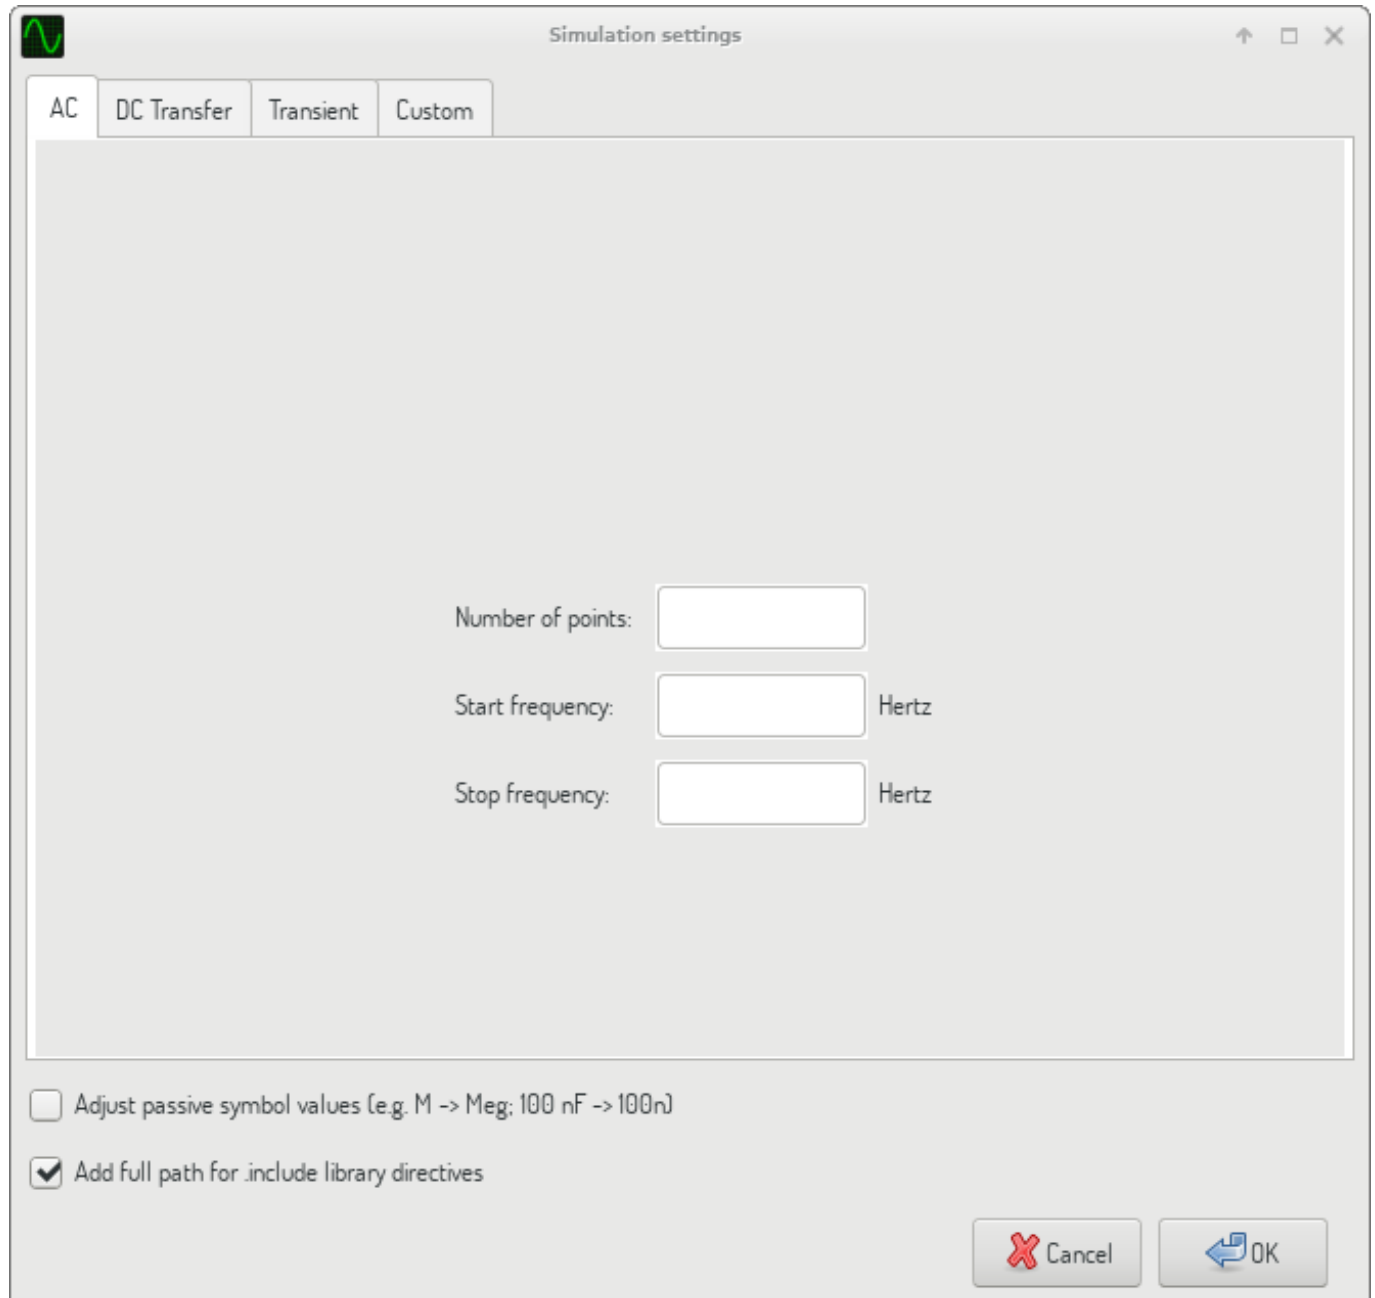 Simulation settings
AC DC Transfer Transient Custom
Number of points:
Start frequency: Hertz
Stop frequency: Hertz
Adjust passive symbol values (e.g. M -> Meg; 100 nF -> 100n)
Add full path for .include library directives
Cancel OK